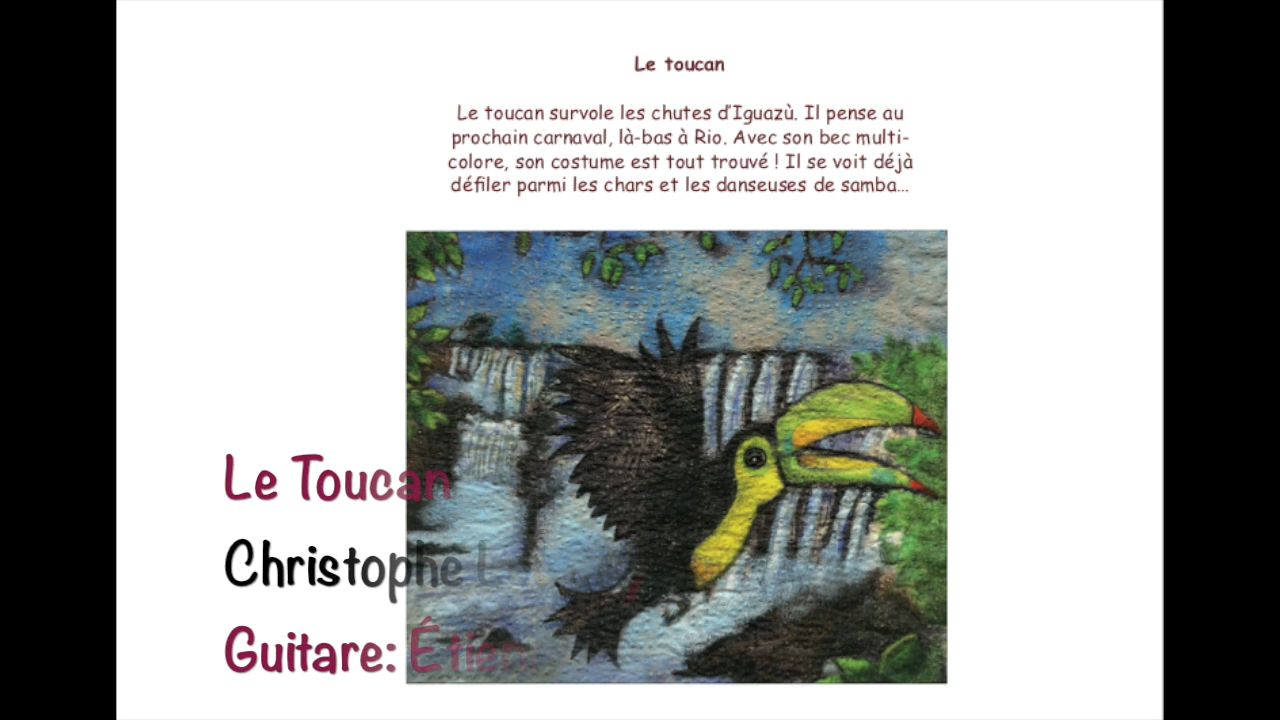 Le toucan
Le toucan survole les chutes d'Iguazù. Il pense au
prochain carnaval, là-bas à Rio. Avec son bec multi-
colore, son costume est tout trouvé ! Il se voit déjà
défiler parmi les chars et les danseuses de samba...
Le Toucan
Christophe L
Guitare: Étien